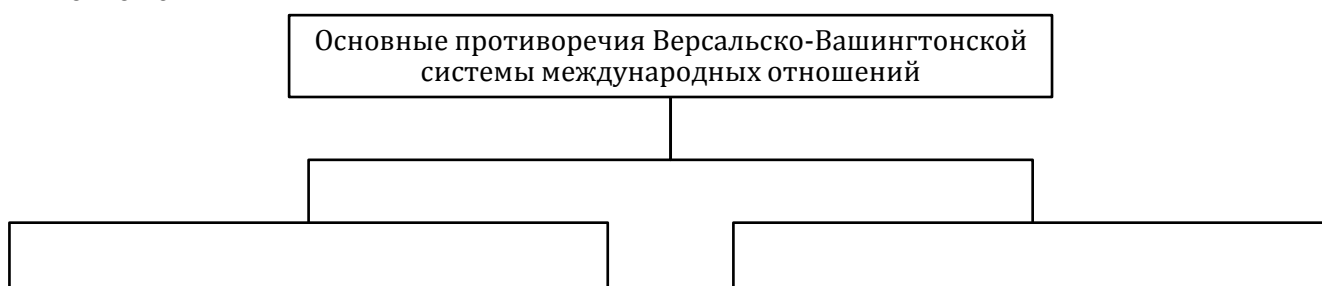 Основные противоречия Версальско-Вашингтонской
системы международных отношений